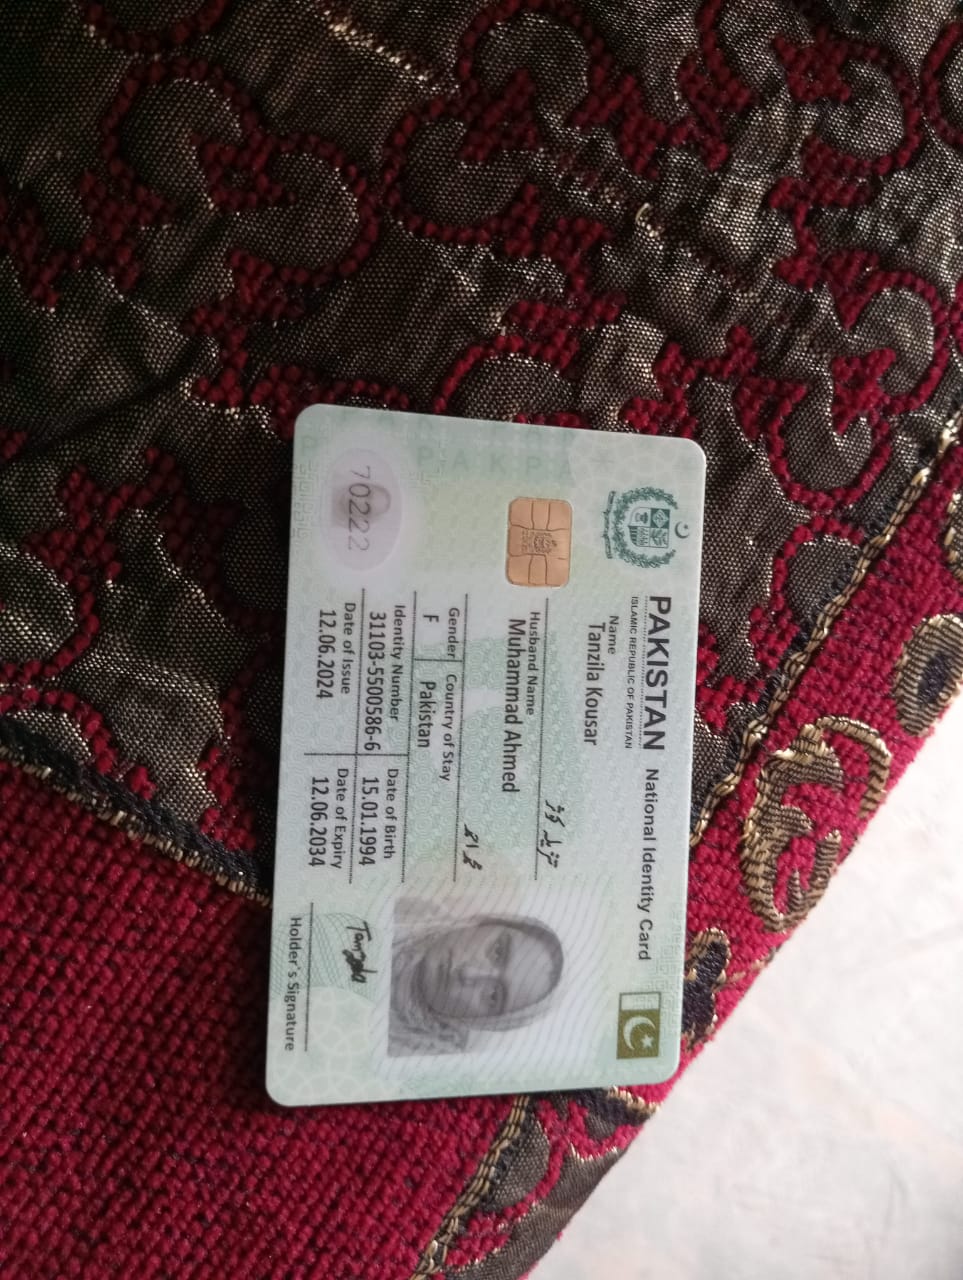 PAKISTAN National Identity Card
ISLAMIC REPUBLIC OF PAKISTAN
Name
Tanzila Kousar
تنزیلہ کوثر
Husband Name
Muhammad Ahmed
محمد احمد
Gender Country of Stay
F Pakistan
Identity Number Date of Birth
31103-5500586-6 15.01.1994
Date of Issue Date of Expiry
12.06.2024 12.06.2034
Holder's Signature
70222